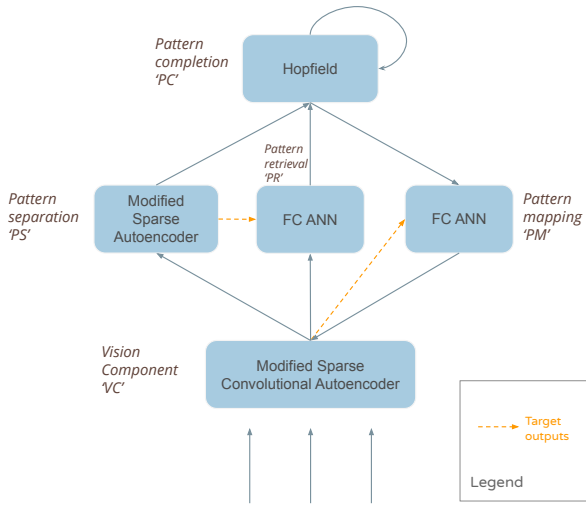 Pattern
completion
‘PC’
Hopfield
Pattern
retrieval
‘PR’
Pattern
separation
‘PS’
Modified
Sparse
Autoencoder
FC ANN
FC ANN
Pattern
mapping
‘PM’
Vision
Component
‘VC’
Modified Sparse
Convolutional Autoencoder
Target
outputs
Legend